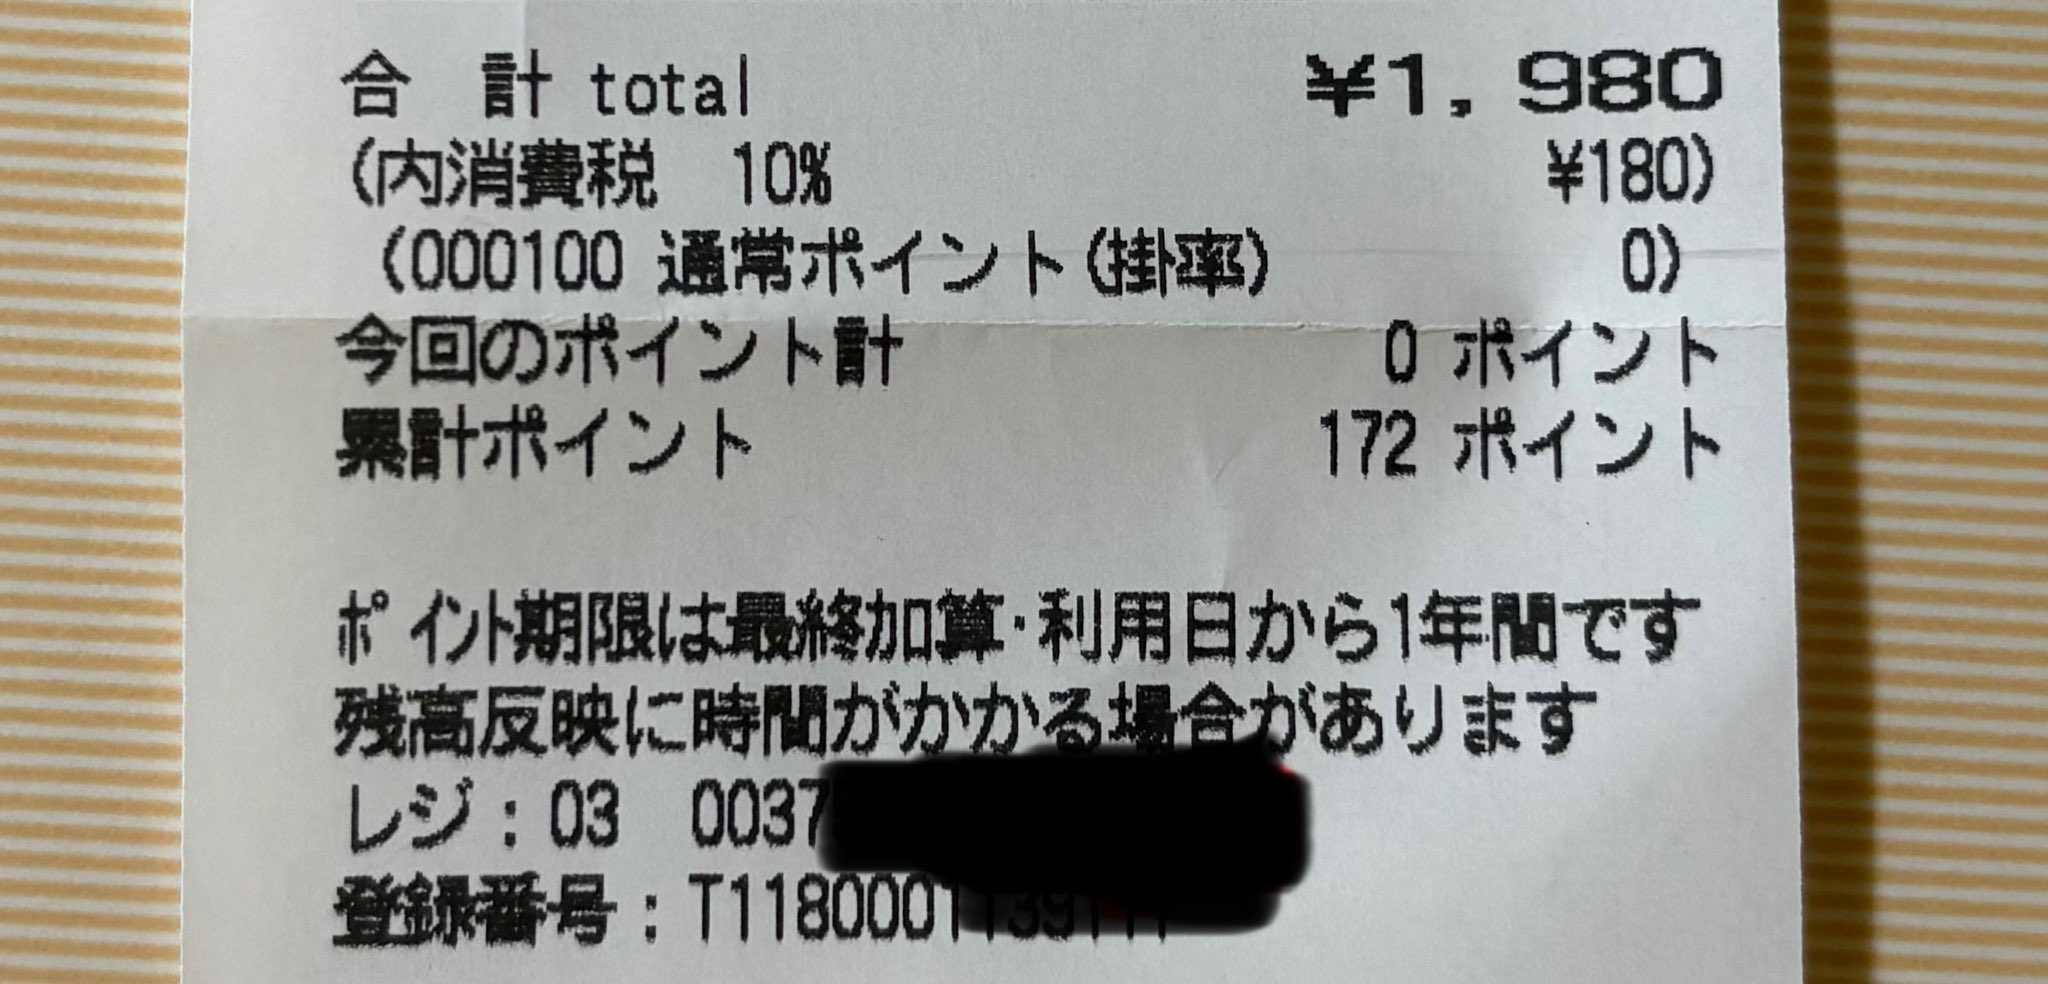 合 計 total ¥1,980
(内消費税 10% ¥180)
(000100 通常ポイント(掛率) 0)
今回のポイント計 0 ポイント
累計ポイント 172 ポイント
ポイント期限は最終加算・利用日から1年間です
残高反映に時間がかかる場合があります
レジ:03 0037
登録番号:T1180001